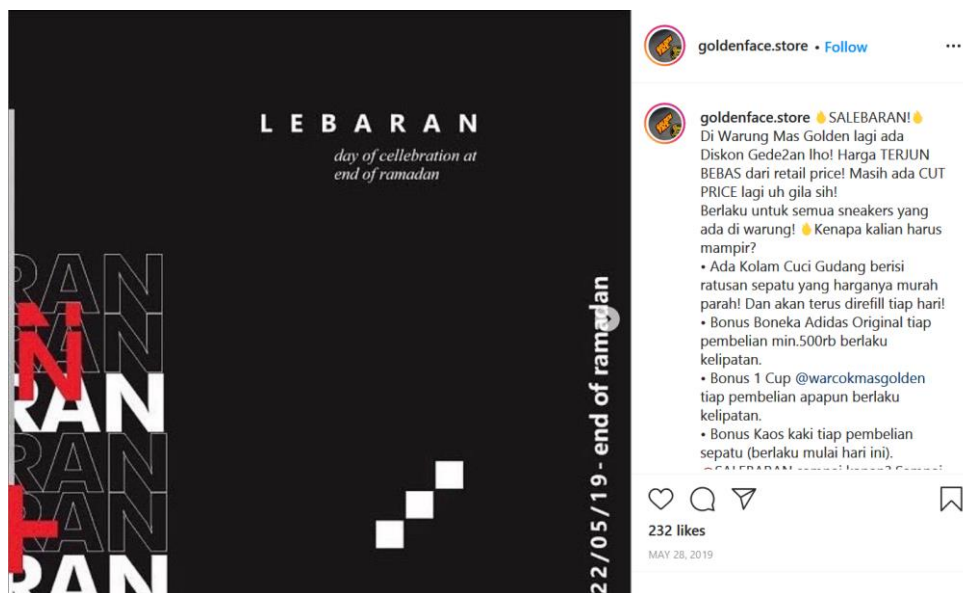 LEBARAN
day of cellebration at
end of ramadan
RAN
RAN
N
RAN
RAN
RAN
RAN
22/05/19 - end of ramadan
goldenface.store • Follow
goldenface.store 🖐SALEBARAN!🖐
Di Warung Mas Golden lagi ada
Diskon Gede2an lho! Harga TERJUN
BEBAS dari retail price! Masih ada CUT
PRICE lagi uh gila sih!
Berlaku untuk semua sneakers yang
ada di warung! 🖐Kenapa kalian harus
mampir?
• Ada Kolam Cuci Gudang berisi
ratusan sepatu yang harganya murah
parah! Dan akan terus direfill tiap hari!
• Bonus Boneka Adidas Original tiap
pembelian min.500rb berlaku
kelipatan.
• Bonus 1 Cup @warcokmasgolden
tiap pembelian apapun berlaku
kelipatan.
• Bonus Kaos kaki tiap pembelian
sepatu (berlaku mulai hari ini).
232 likes
MAY 28, 2019